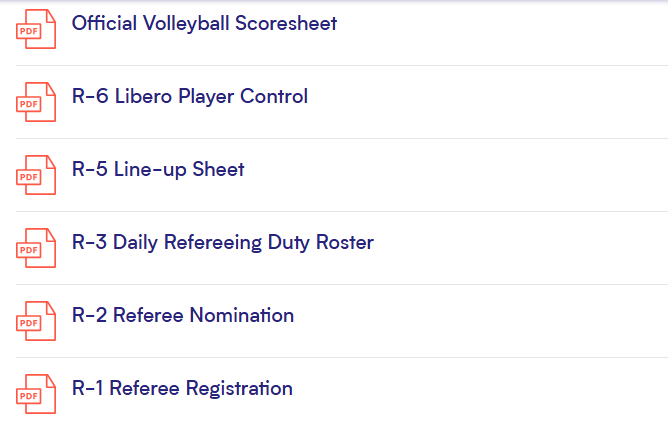 PDF Official Volleyball Scoresheet
PDF R-6 Libero Player Control
PDF R-5 Line-up Sheet
PDF R-3 Daily Refereeing Duty Roster
PDF R-2 Referee Nomination
PDF R-1 Referee Registration